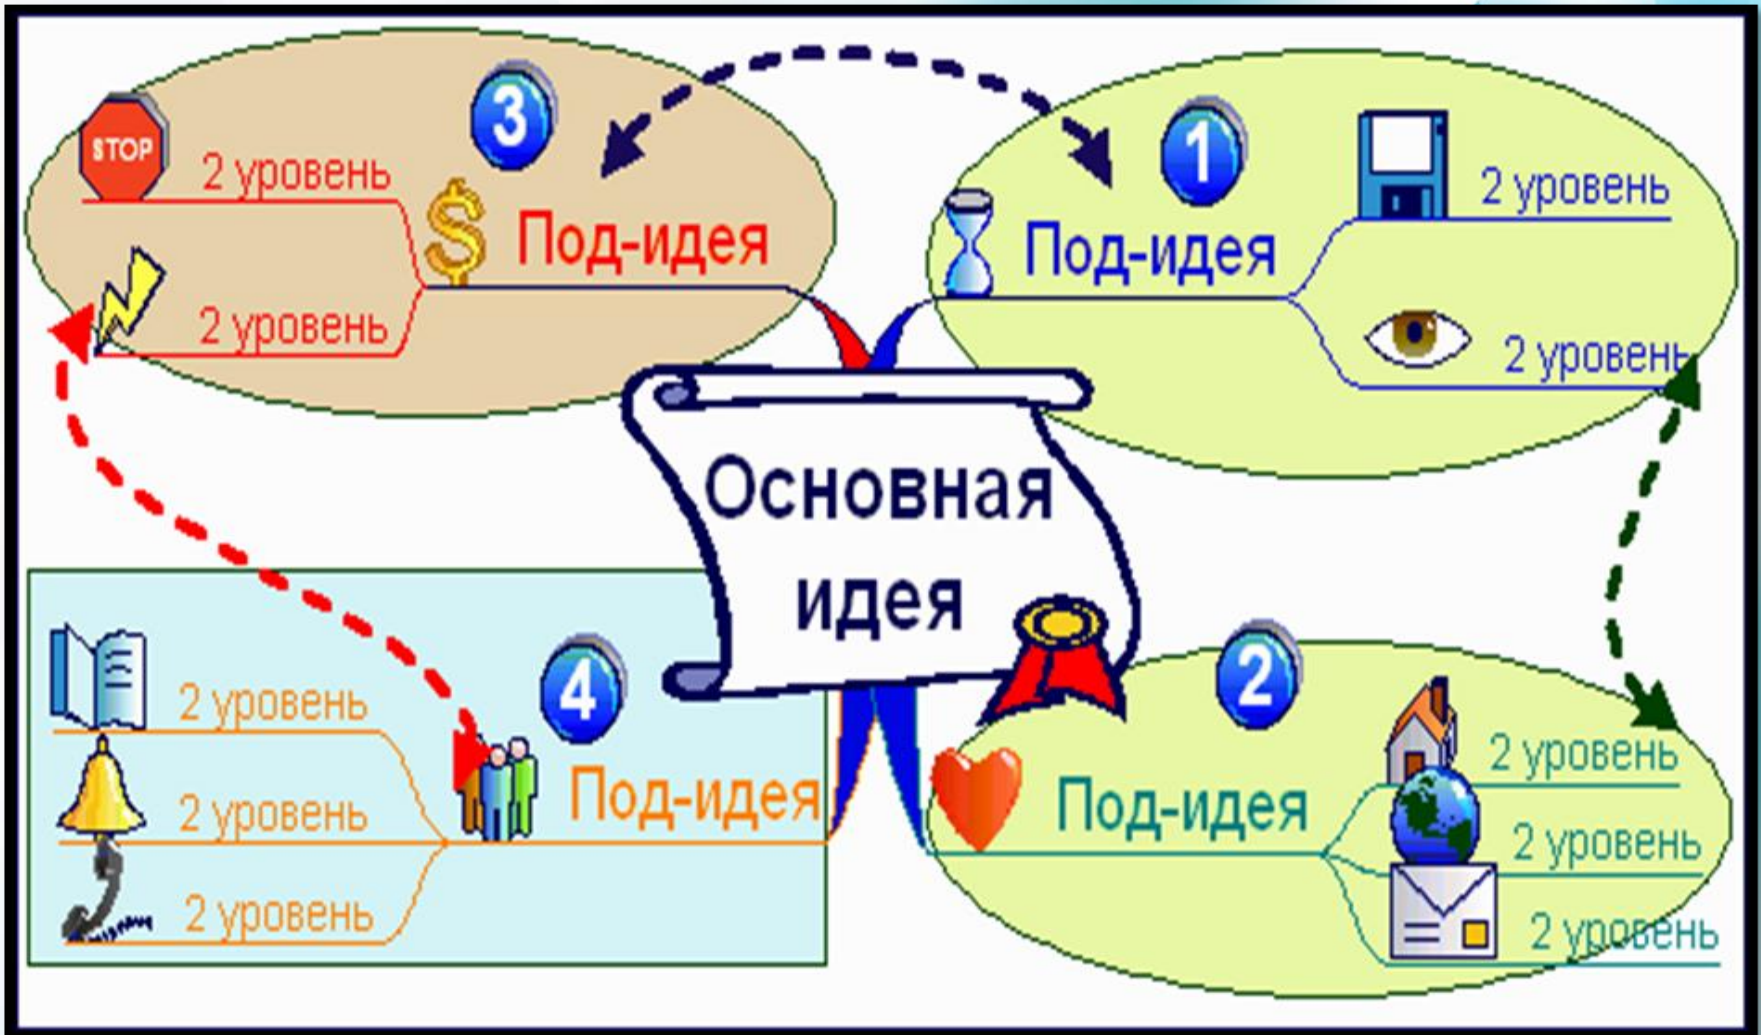 3
STOP
2 уровень
Под-идея
2 уровень
1
2 уровень
Под-идея
2 уровень
Основная
идея
4
2 уровень
Под-идея
2 уровень
2 уровень
2
2 уровень
Под-идея
2 уровень
2 уровень